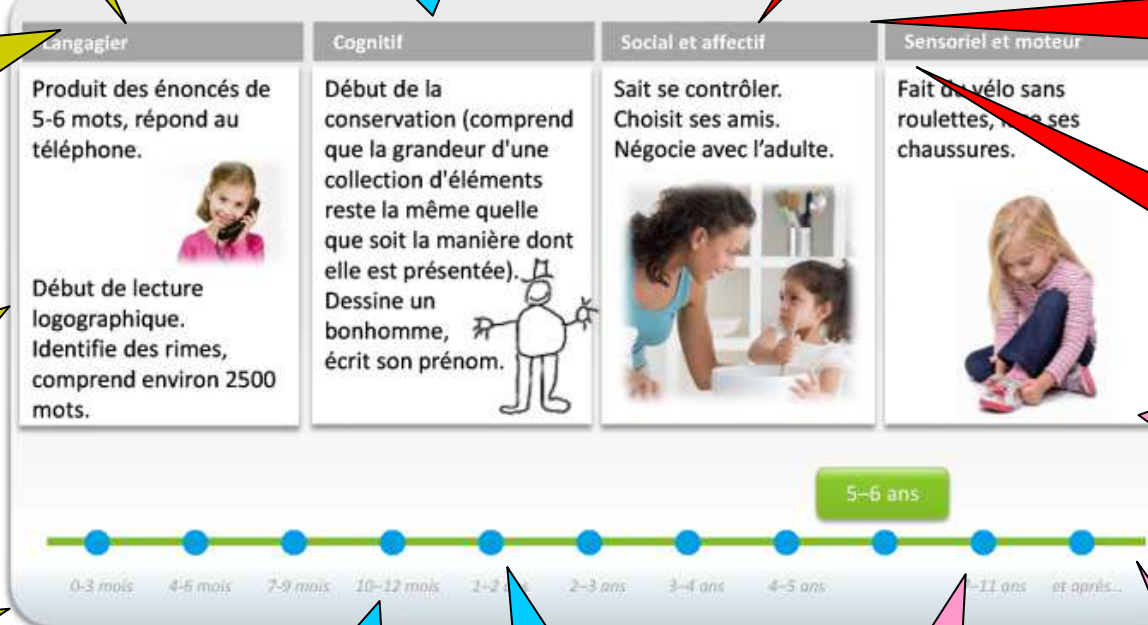 Langagier
Produit des énoncés de
5-6 mots, répond au
téléphone.
Début de lecture
logographique.
Identifie des rimes,
comprend environ 2500
mots.
Cognitif
Début de la
conservation (comprend
que la grandeur d'une
collection d'éléments
reste la même quelle
que soit la manière dont
elle est présentée).
Dessine un
bonhomme,
écrit son prénom.
Social et affectif
Sait se contrôler.
Choisit ses amis.
Négocie avec l'adulte.
Sensoriel et moteur
Fait du vélo sans
roulettes, ses
chaussures.
5–6 ans
0-3 mois 4-6 mois 7-9 mois 10–12 mois 1–2 2–3 ans 3–4 ans 4–5 ans ans et après...